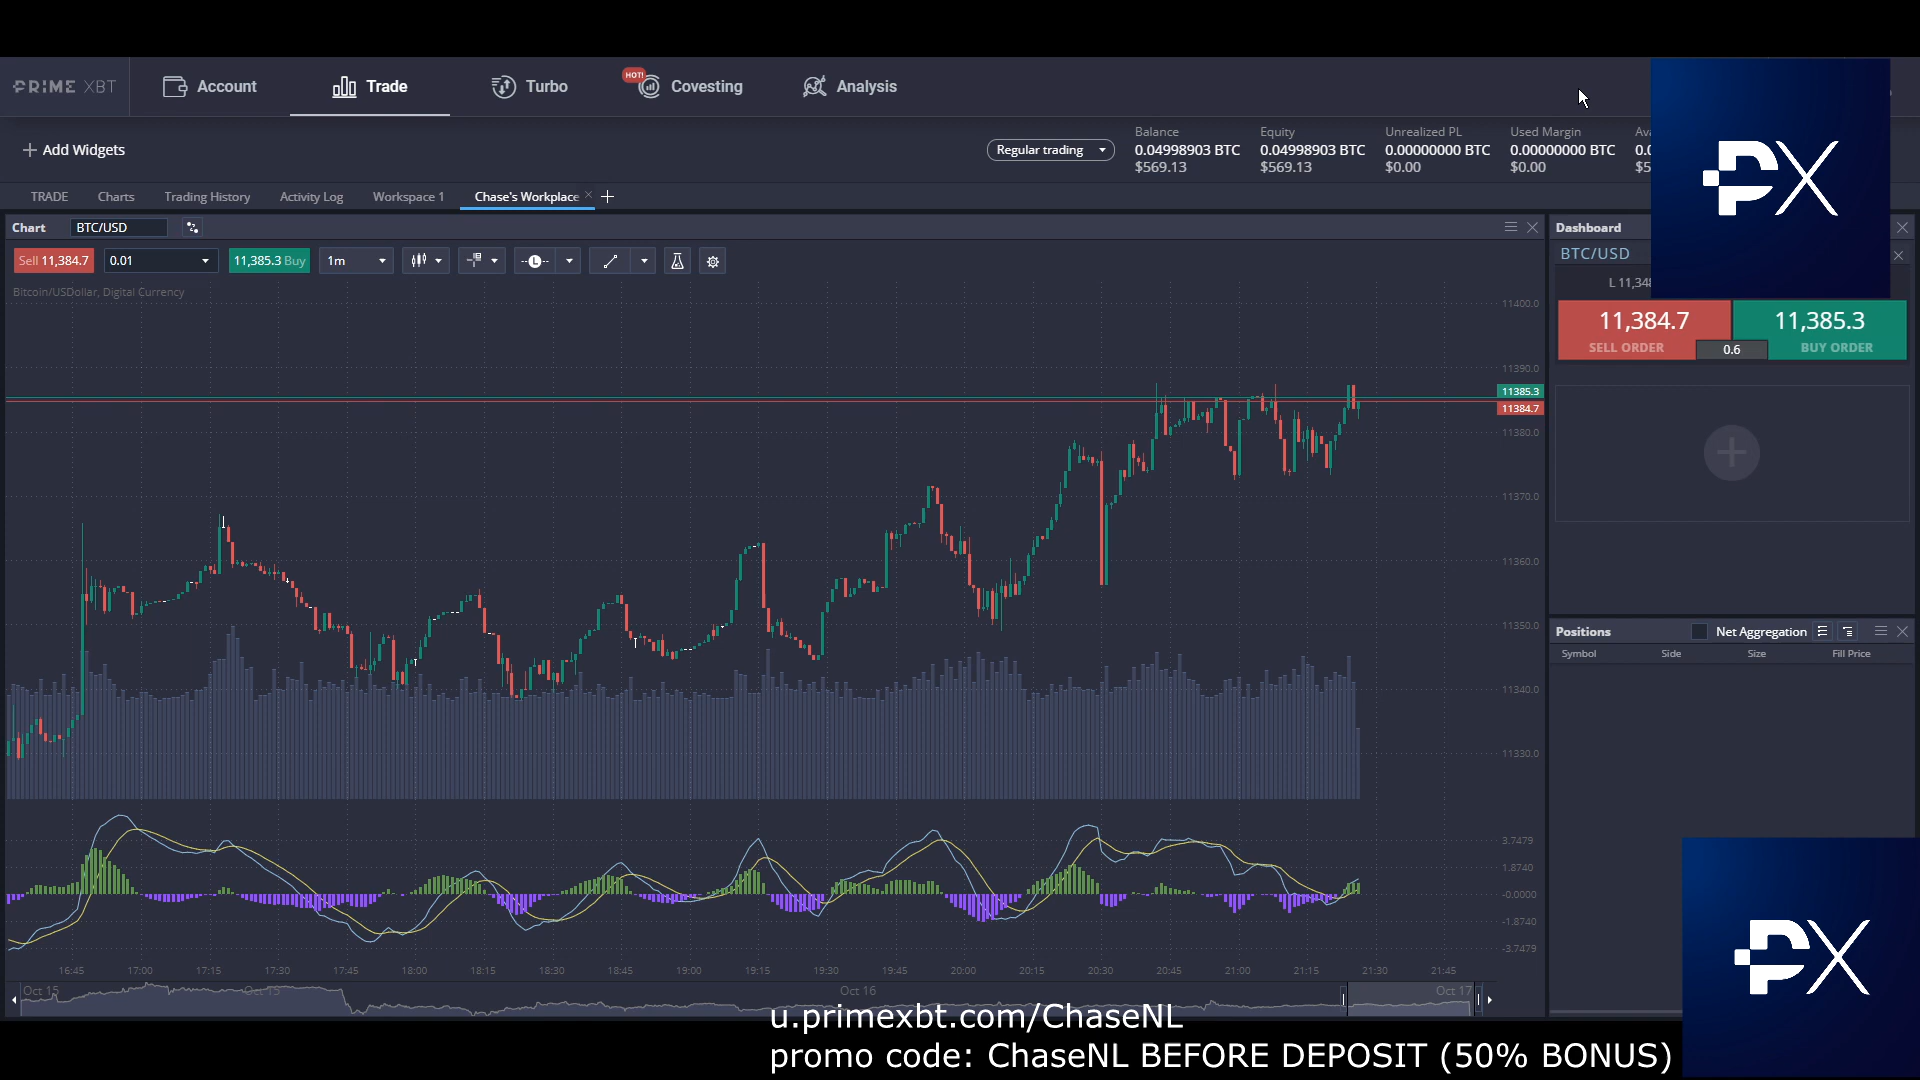 PRIME XBT
Account
Trade
Turbo
HOT!
Covesting
Analysis
Add Widgets
Regular trading
Balance
0.04998903 BTC
$569.13
Equity
0.04998903 BTC
$569.13
Unrealized PL
0.00000000 BTC
$0.00
Used Margin
0.00000000 BTC
$0.00
TRADE
Charts
Trading History
Activity Log
Workspace 1
Chase's Workplace
Chart
BTC/USD
Sell 11,384.7
0.01
11,385.3 Buy
1m
L
Bitcoin/USDollar, Digital Currency
11400.0
11390.0
11385.3
11384.7
11380.0
11370.0
11360.0
11350.0
11340.0
11330.0
3.7479
1.8740
-0.0000
-1.8740
-3.7479
16:45 17:00 17:15 17:30 17:45 18:00 18:15 18:30 18:45 19:00 19:15 19:30 19:45 20:00 20:15 20:30 20:45 21:00 21:15 21:30 21:45
Oct 15 Oct 15 Oct 16 Oct 17
Dashboard
BTC/USD
L 11,348
11,384.7
SELL ORDER
0.6
11,385.3
BUY ORDER
Positions
Net Aggregation
Symbol Side Size Fill Price
PX
PX
u.primexbt.com/ChaseNL
promo code: ChaseNL BEFORE DEPOSIT (50% BONUS)